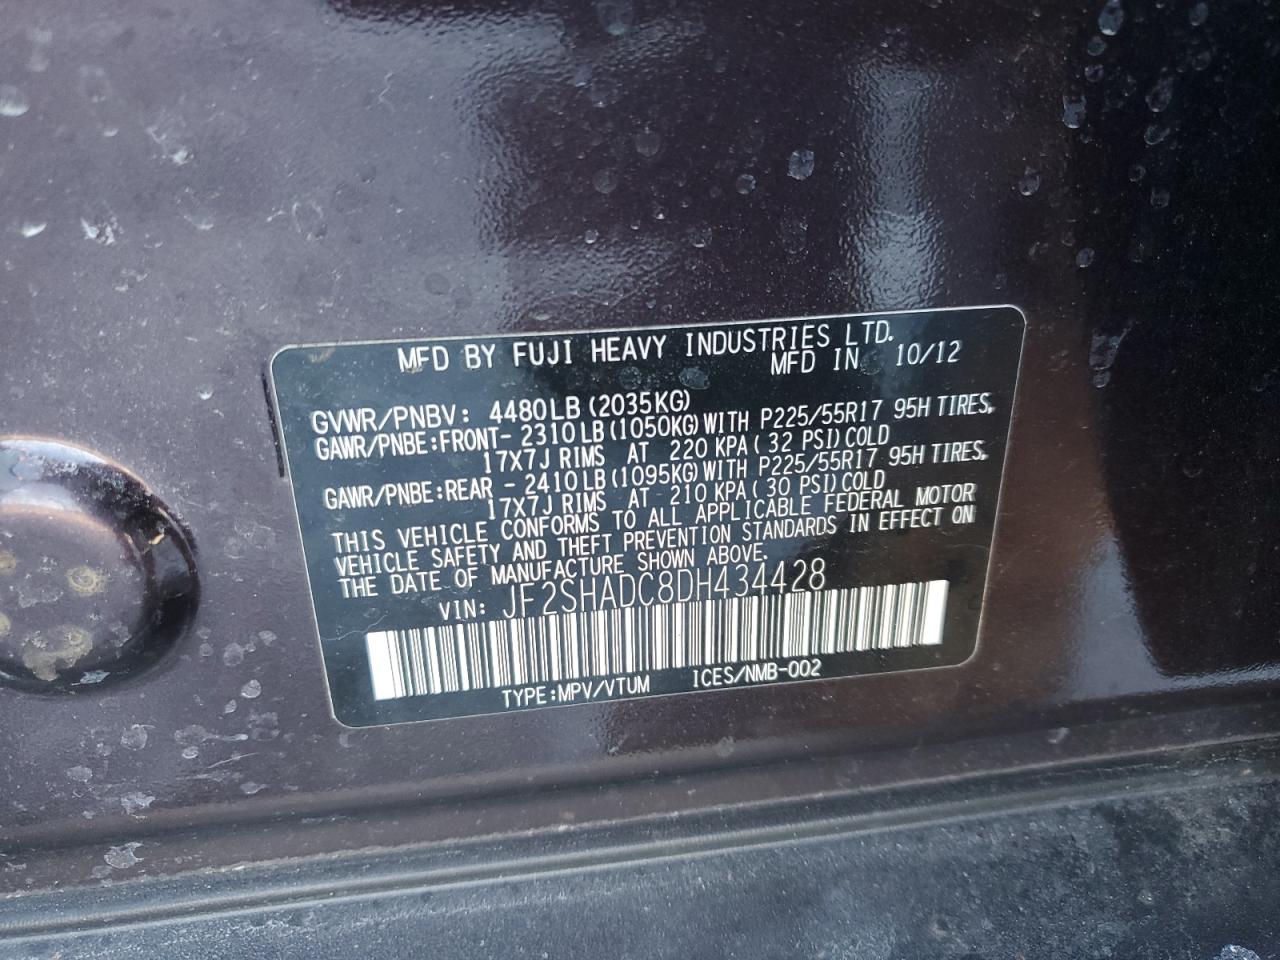 MFD BY FUJI HEAVY INDUSTRIES LTD.
MFD IN 10/12
GVWR/PNBV: 4480LB (2035KG)
GAWR/PNBE:FRONT- 2310LB (1050KG)WITH P225/55R17 95H TIRES,
17X7J RIMS AT 220 KPA ( 32 PSI)COLD
GAWR/PNBE:REAR - 2410LB (1095KG)WITH P225/55R17 95H TIRES,
17X7J RIMS AT 210 KPA ( 30 PSI)COLD
THIS VEHICLE CONFORMS TO ALL APPLICABLE FEDERAL MOTOR
VEHICLE SAFETY AND THEFT PREVENTION STANDARDS IN EFFECT ON
THE DATE OF MANUFACTURE SHOWN ABOVE.
VIN: JF2SHADC8DH434428
TYPE:MPV/VTUM ICES/NMB-002